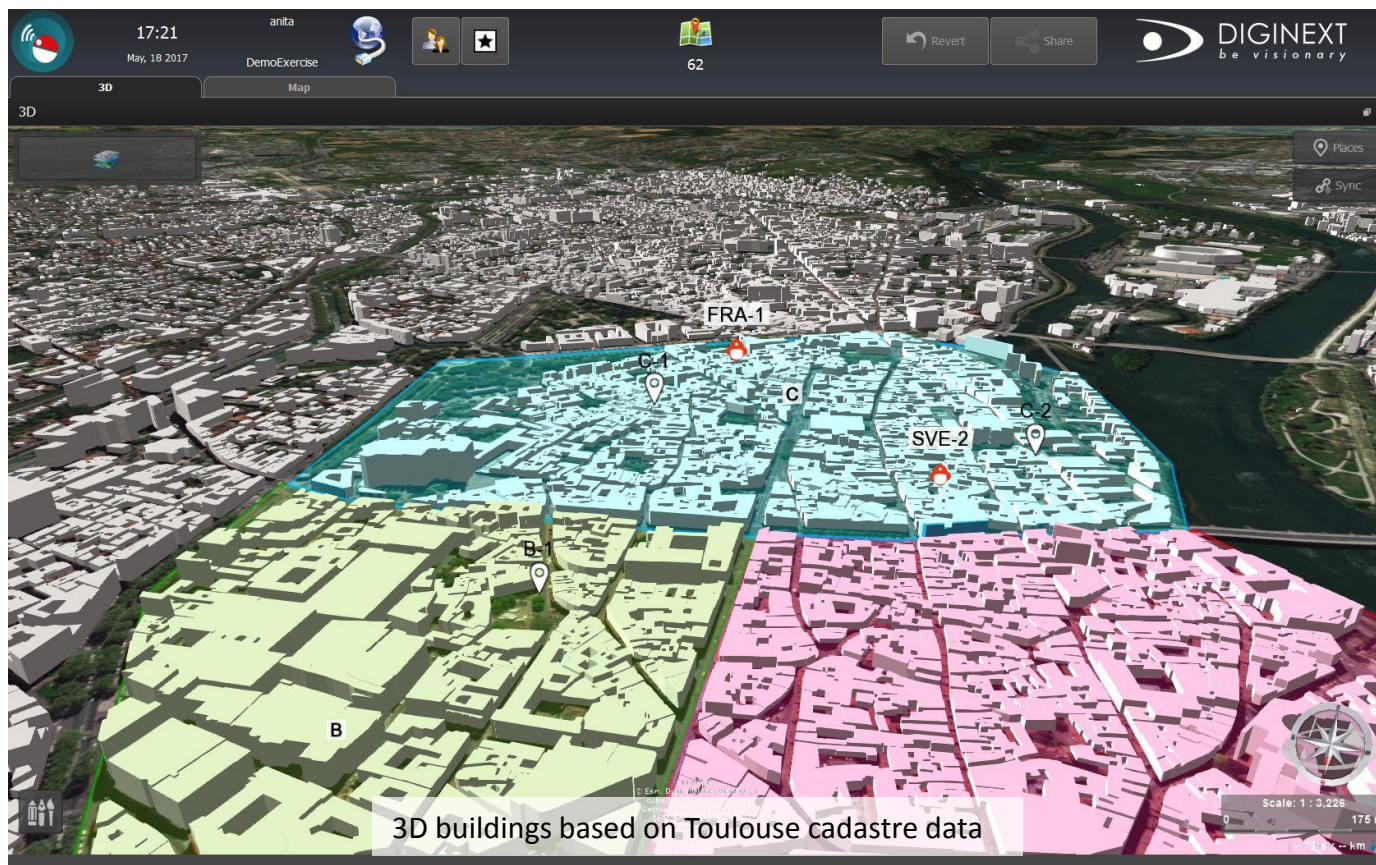 17:21
May, 18 2017
anita
DemoExercise
62
Revert
Share
DIGINEXT
be visionary
3D
Map
3D
Places
Sync
FRA-1
C-1
C
C-2
SVE-2
B-1
B
Scale: 1 : 3,226
0
175
3D buildings based on Toulouse cadastre data
km